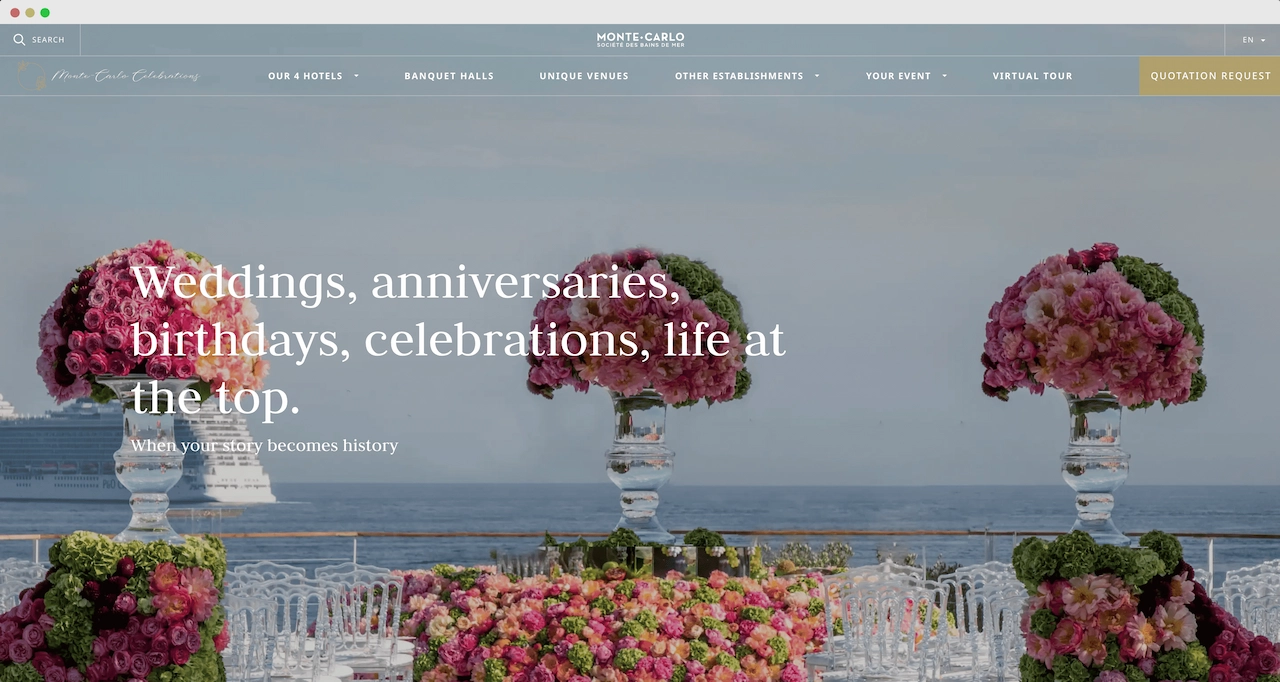 SEARCH
MONTE-CARLO
SOCIÉTÉ DES BAINS DE MER
EN
Monte-Carlo Celebrations
OUR 4 HOTELS
BANQUET HALLS
UNIQUE VENUES
OTHER ESTABLISHMENTS
YOUR EVENT
VIRTUAL TOUR
QUOTATION REQUEST
Weddings, anniversaries,
birthdays, celebrations, life at
the top.
When your story becomes history